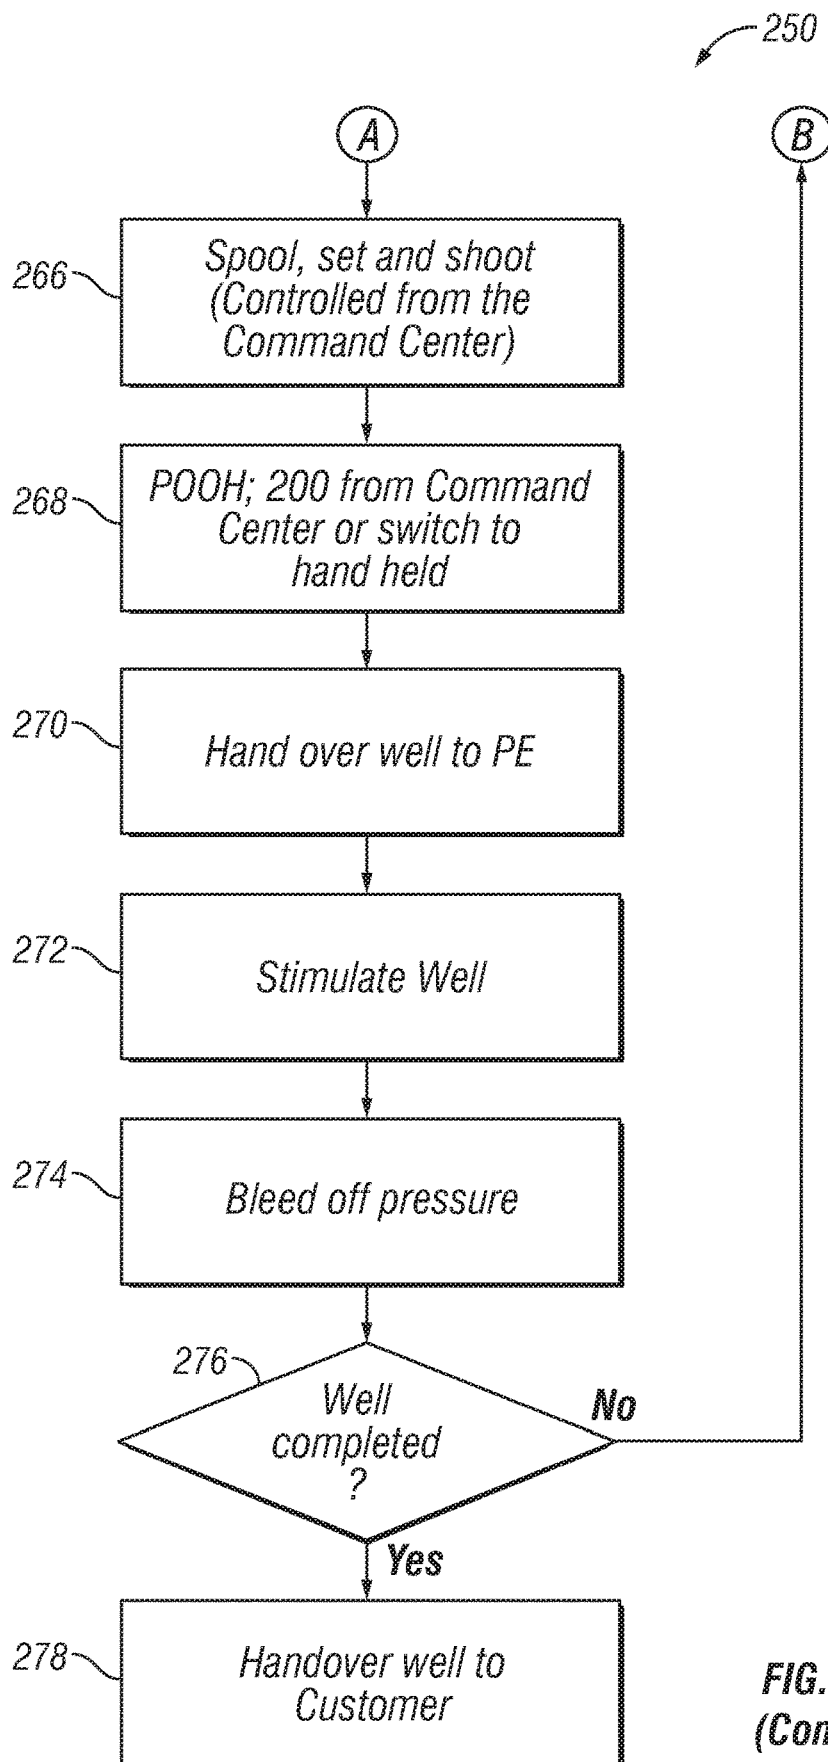 250
A
B
266
Spool, set and shoot
(Controlled from the
Command Center)
268
POOH; 200 from Command
Center or switch to
hand held
270
Hand over well to PE
272
Stimulate Well
274
Bleed off pressure
276
Well
completed
?
No
Yes
278
Handover well to
Customer
FIG.
(Con